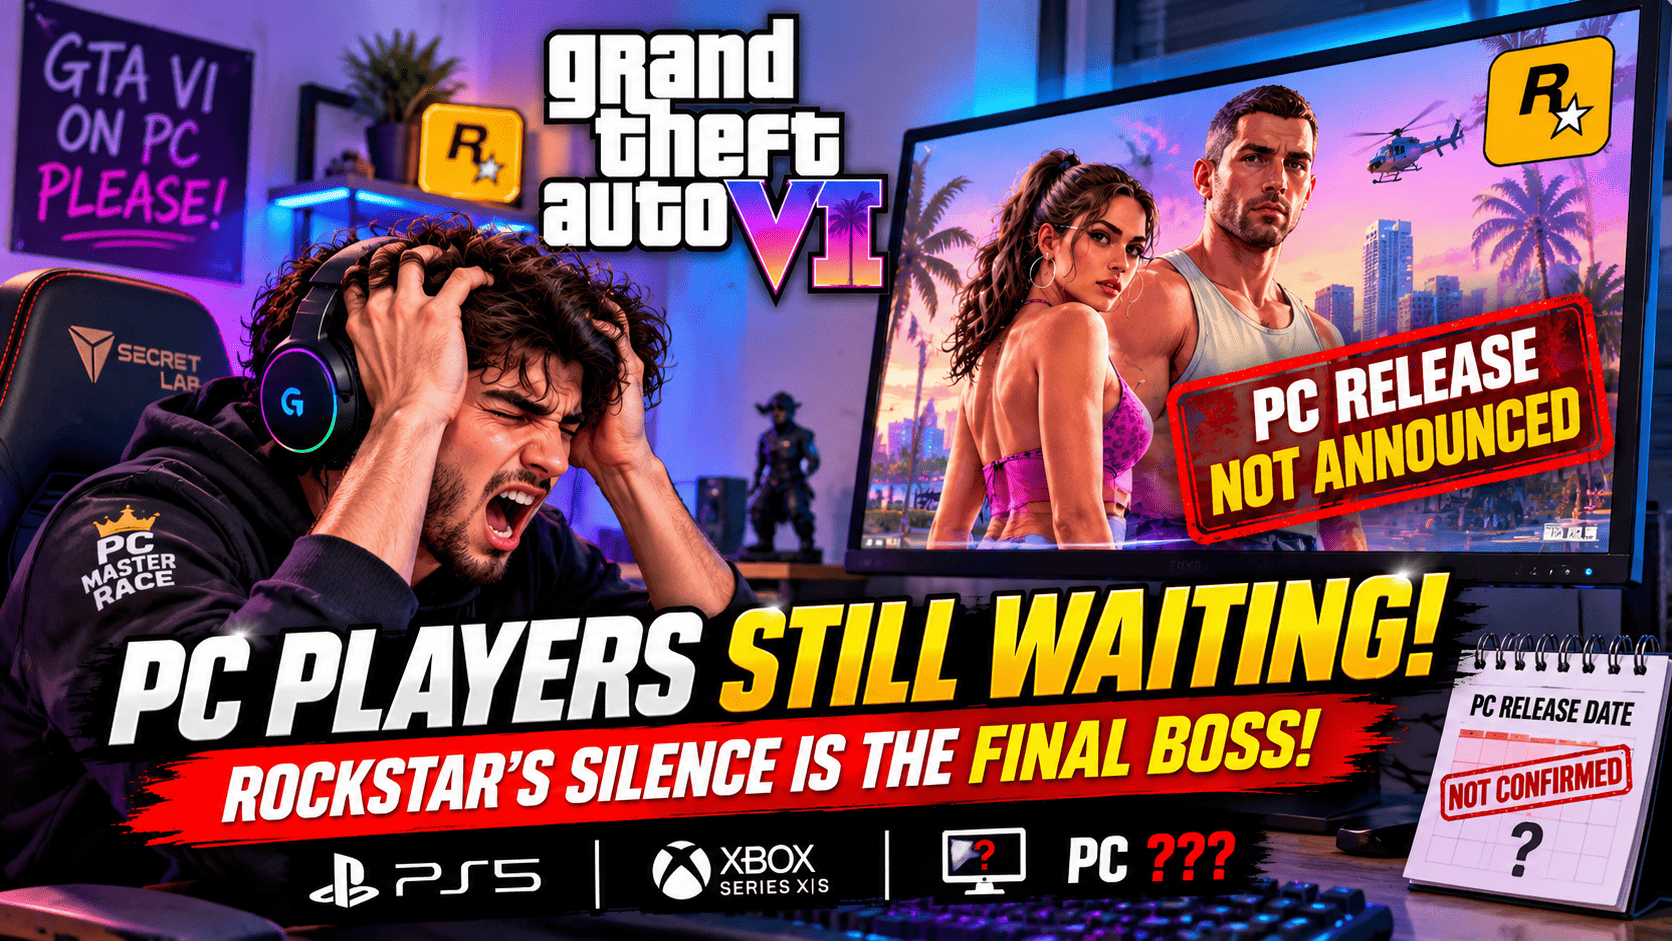 GTA VI
ON PC
PLEASE!
R
grand
theft
auto
VI
R
SECRET
LAB
G
PC
MASTER
RACE
PC RELEASE
NOT ANNOUNCED
PC PLAYERS STILL WAITING!
ROCKSTAR'S SILENCE IS THE FINAL BOSS!
PC RELEASE DATE
NOT CONFIRMED
?
PS5
XBOX
SERIES X|S
?
PC ???